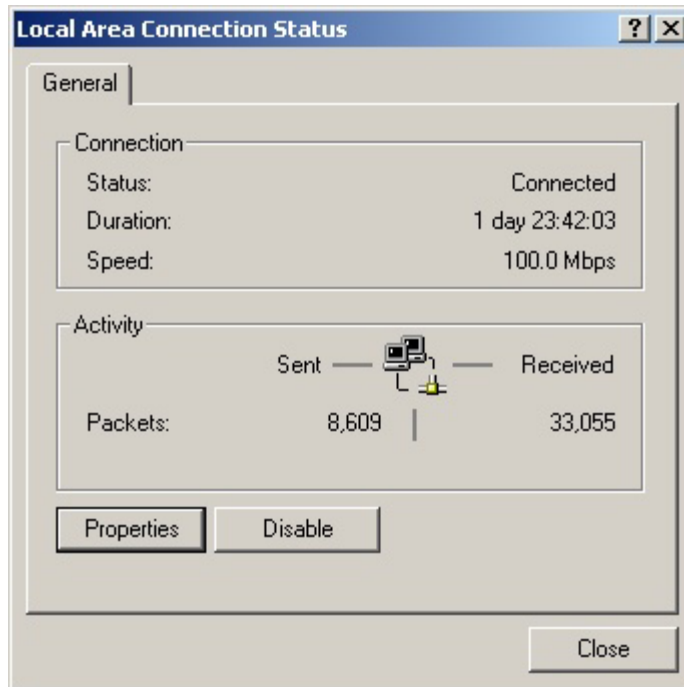 Local Area Connection Status
General
Connection
Status: Connected
Duration: 1 day 23:42:03
Speed: 100.0 Mbps
Activity
Sent Received
Packets: 8,609 33,055
Properties Disable
Close